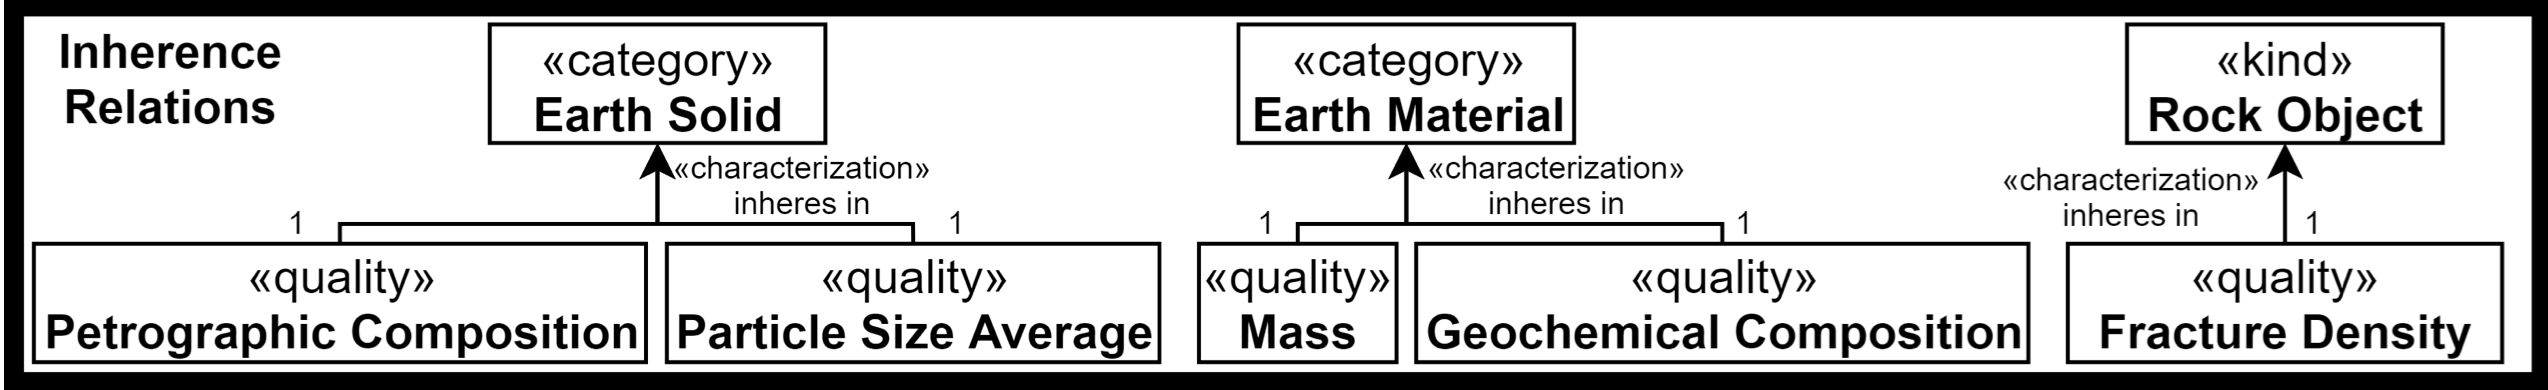 Inherence
Relations
«category»
Earth Solid
«category»
Earth Material
«kind»
Rock Object
«characterization»
inheres in
«characterization»
inheres in
«characterization»
inheres in
1
1
1
1
1
«quality»
Petrographic Composition
«quality»
Particle Size Average
«quality»
Mass
«quality»
Geochemical Composition
«quality»
Fracture Density